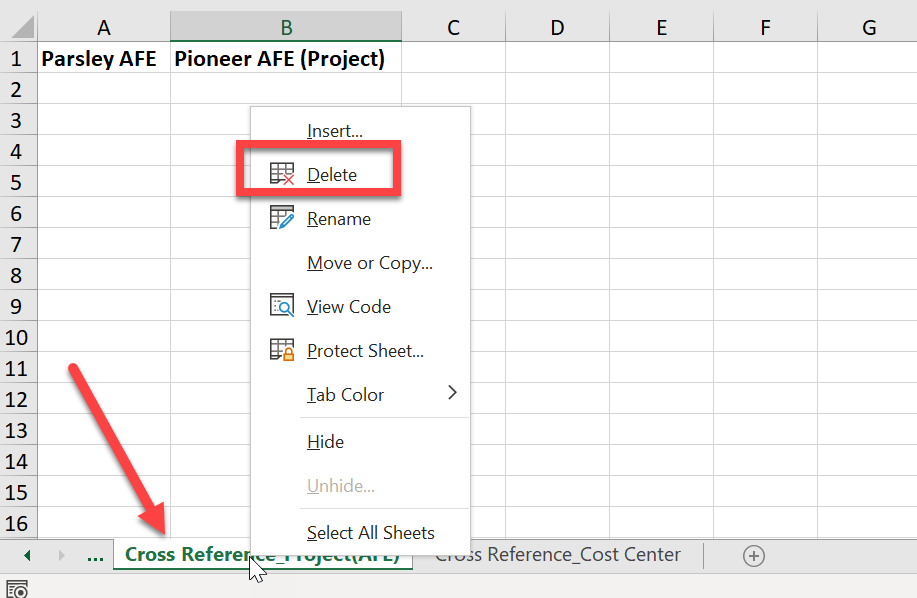 A B C D E F G
1 Parsley AFE Pioneer AFE (Project)
2
3
Insert...
4
Delete
5
6 Rename
7
8 Move or Copy...
9 View Code
10
11 Protect Sheet...
12 Tab Color
13
14 Hide
15 Unhide...
16 Select All Sheets
... Cross Reference_Project(AFE) Cross Reference_Cost Center